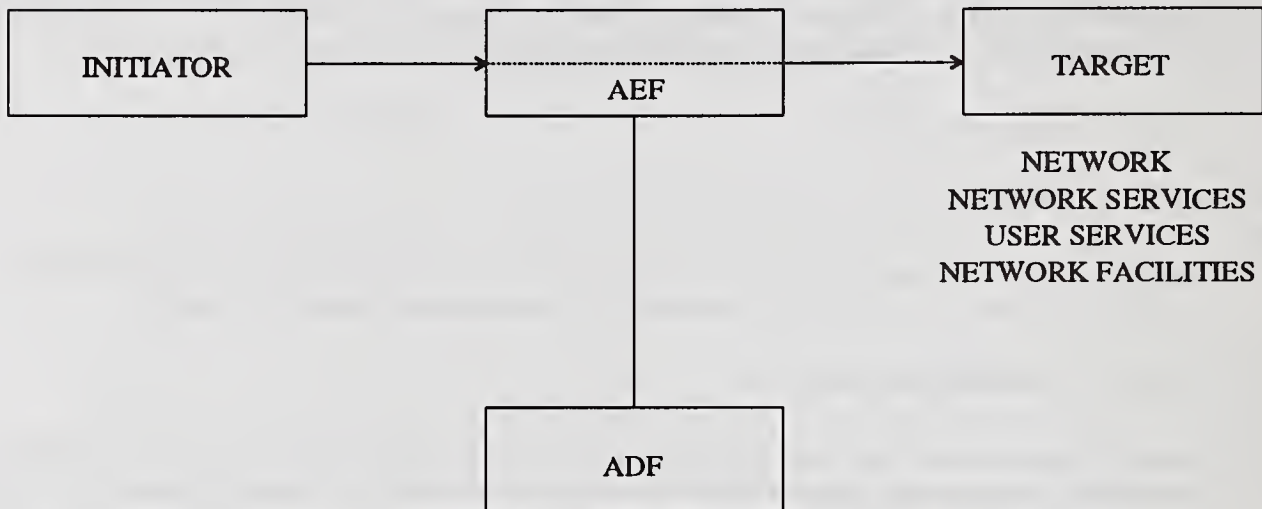 INITIATOR
AEF
TARGET
NETWORK
NETWORK SERVICES
USER SERVICES
NETWORK FACILITIES
ADF